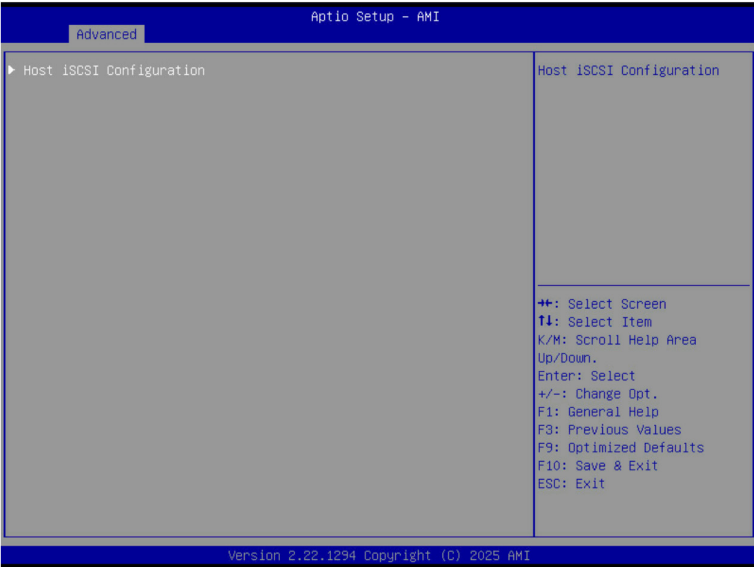 Aptio Setup – AMI
Advanced
▶ Host iSCSI Configuration
Host iSCSI Configuration
→←: Select Screen
↑↓: Select Item
K/M: Scroll Help Area
Up/Down.
Enter: Select
+/-: Change Opt.
F1: General Help
F3: Previous Values
F9: Optimized Defaults
F10: Save & Exit
ESC: Exit
Version 2.22.1294 Copyright (C) 2025 AMI